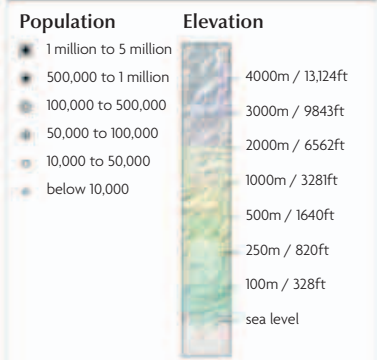 Population
1 million to 5 million
500,000 to 1 million
100,000 to 500,000
50,000 to 100,000
10,000 to 50,000
below 10,000
Elevation
4000m / 13,124ft
3000m / 9843ft
2000m / 6562ft
1000m / 3281ft
500m / 1640ft
250m / 820ft
100m / 328ft
sea level